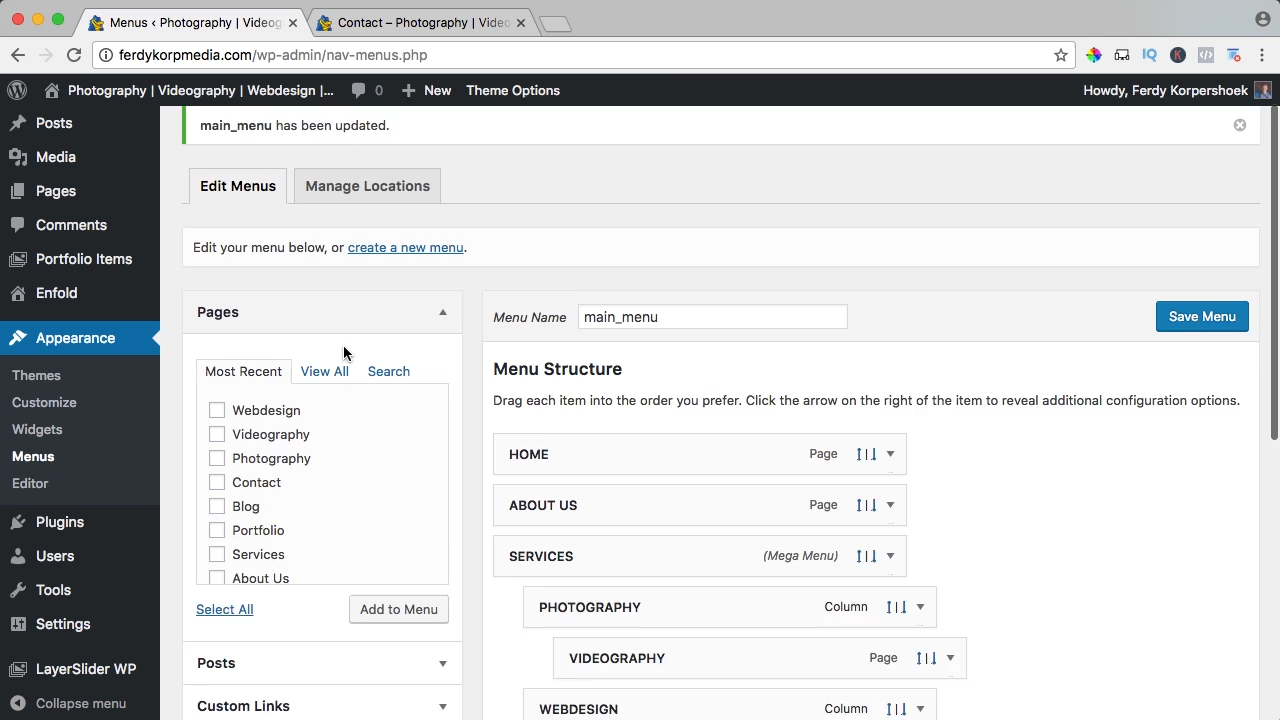 Menus ‹ Photography | Videog
Contact – Photography | Video
ferdykorpmedia.com/wp-admin/nav-menus.php
Photography | Videography | Webdesign |... 0 New Theme Options Howdy, Ferdy Korpershoek
Posts
Media
Pages
Comments
Portfolio Items
Enfold
Appearance
Themes
Customize
Widgets
Menus
Editor
Plugins
Users
Tools
Settings
LayerSlider WP
Collapse menu
main_menu has been updated.
Edit Menus
Manage Locations
Edit your menu below, or create a new menu.
Pages
Most Recent View All Search
Webdesign
Videography
Photography
Contact
Blog
Portfolio
Services
About Us
Select All Add to Menu
Posts
Custom Links
Menu Name main_menu Save Menu
Menu Structure
Drag each item into the order you prefer. Click the arrow on the right of the item to reveal additional configuration options.
HOME Page
ABOUT US Page
SERVICES (Mega Menu)
PHOTOGRAPHY Column
VIDEOGRAPHY Page
WEBDESIGN Column